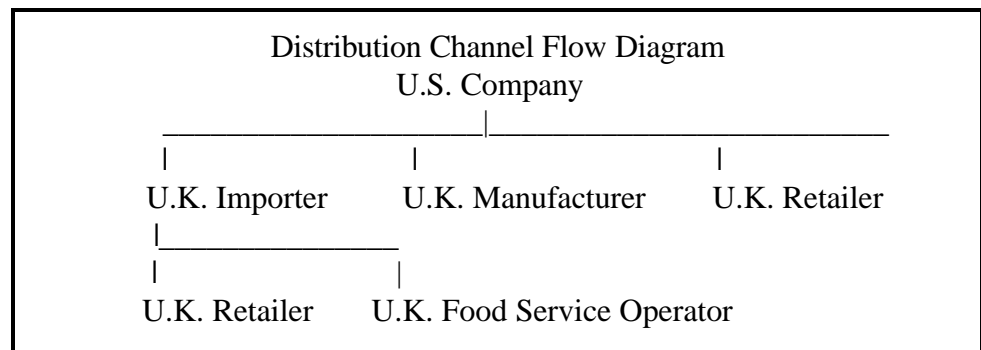 Distribution Channel Flow Diagram
U.S. Company
U.K. Importer U.K. Manufacturer U.K. Retailer
U.K. Retailer U.K. Food Service Operator